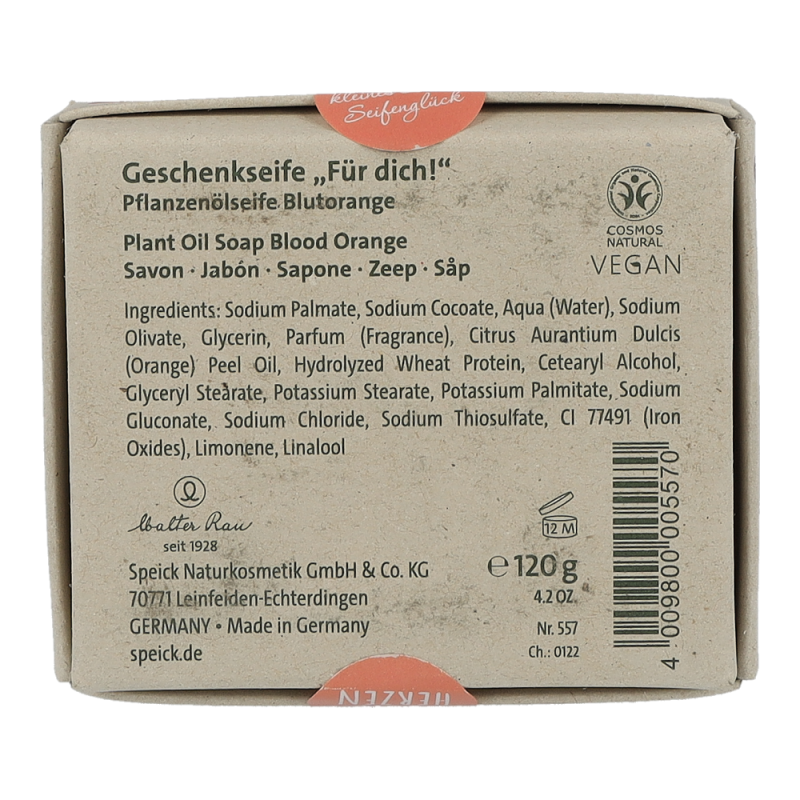 kleines
Seifenglück
Geschenkseife „Für dich!“
Pflanzenölseife Blutorange
Plant Oil Soap Blood Orange
Savon · Jabón · Sapone · Zeep · Såp
COSMOS
NATURAL
VEGAN
Ingredients: Sodium Palmate, Sodium Cocoate, Aqua (Water), Sodium
Olivate, Glycerin, Parfum (Fragrance), Citrus Aurantium Dulcis
(Orange) Peel Oil, Hydrolyzed Wheat Protein, Cetearyl Alcohol,
Glyceryl Stearate, Potassium Stearate, Potassium Palmitate, Sodium
Gluconate, Sodium Chloride, Sodium Thiosulfate, CI 77491 (Iron
Oxides), Limonene, Linalool
Walter Rau
seit 1928
Speick Naturkosmetik GmbH & Co. KG
70771 Leinfelden-Echterdingen
GERMANY • Made in Germany
speick.de
12 M
℮120 g
4.2 OZ.
Nr. 557
Ch.: 0122
4 009800 005570
HERZEN